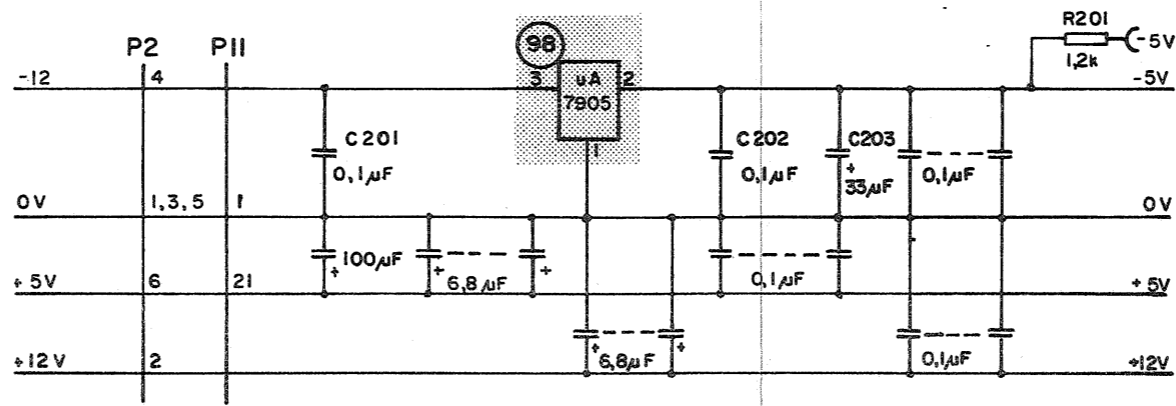 R201
P2 P11 98 -5V
1,2k
-12 4 3 uA 2 -5V
7905
C201 1 C202 C203
0,1µF 0,1µF + 33µF 0,1µF
0V 1,3,5 1 0V
+ 100µF + 6,8µF + 0,1µF
+5V 6 21 +5V
+ 6,8µF + 0,1µF
+12V 2 +12V